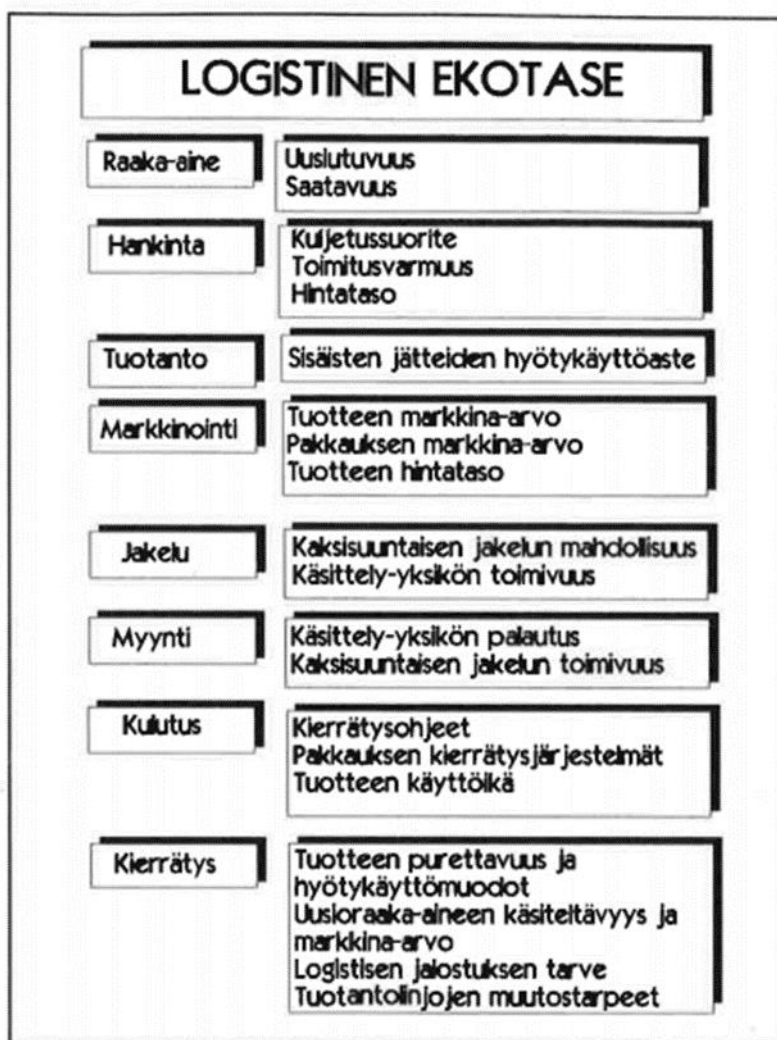 LOGISTINEN EKOTASE
Raaka-aine
Uusiutuvuus
Saatavuus
Hankinta
Kuljetussuorite
Toimitusvarmuus
Hintataso
Tuotanto
Sisäisten jätteiden hyötykäyttöaste
Markkinointi
Tuotteen markkina-arvo
Pakkauksen markkina-arvo
Tuotteen hintataso
Jakelu
Kaksisuuntaisen jakelun mahdollisuus
Käsittely-yksikön toimivuus
Myynti
Käsittely-yksikön palautus
Kaksisuuntaisen jakelun toimivuus
Kulutus
Kierrätysohjeet
Pakkauksen kierrätysjärjestelmät
Tuotteen käyttöikä
Kierrätys
Tuotteen purettavuus ja
hyötykäyttömuodot
Uusioraaka-aineen käsiteltävyys ja
markkina-arvo
Logistisen jalostuksen tarve
Tuotantolinjojen muutostarpeet